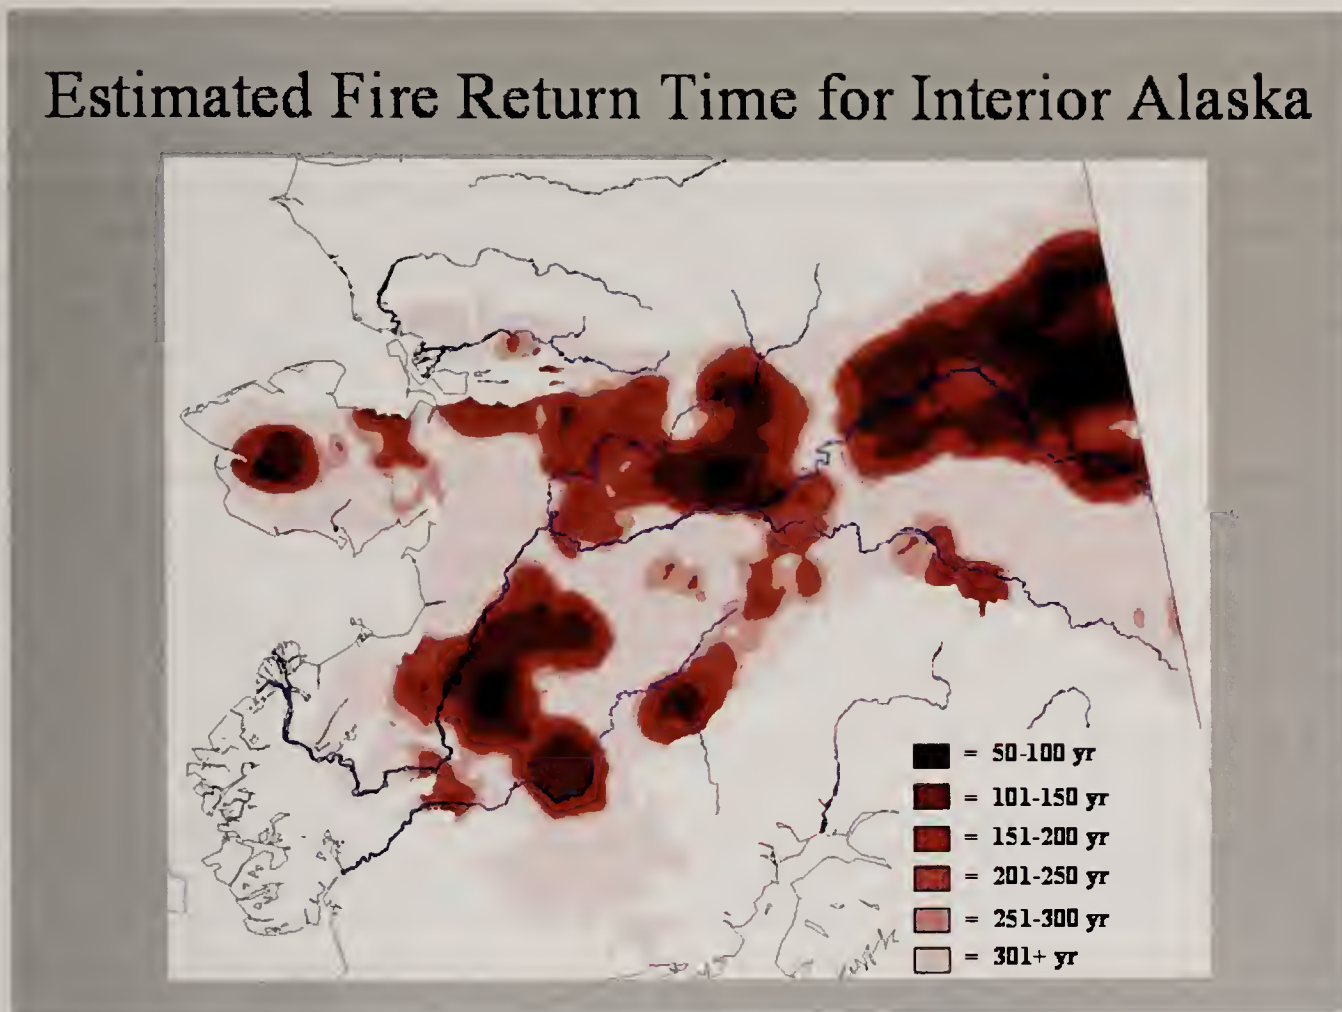 Estimated Fire Return Time for Interior Alaska
= 50-100 yr
= 101-150 yr
= 151-200 yr
= 201-250 yr
= 251-300 yr
= 301+ yr